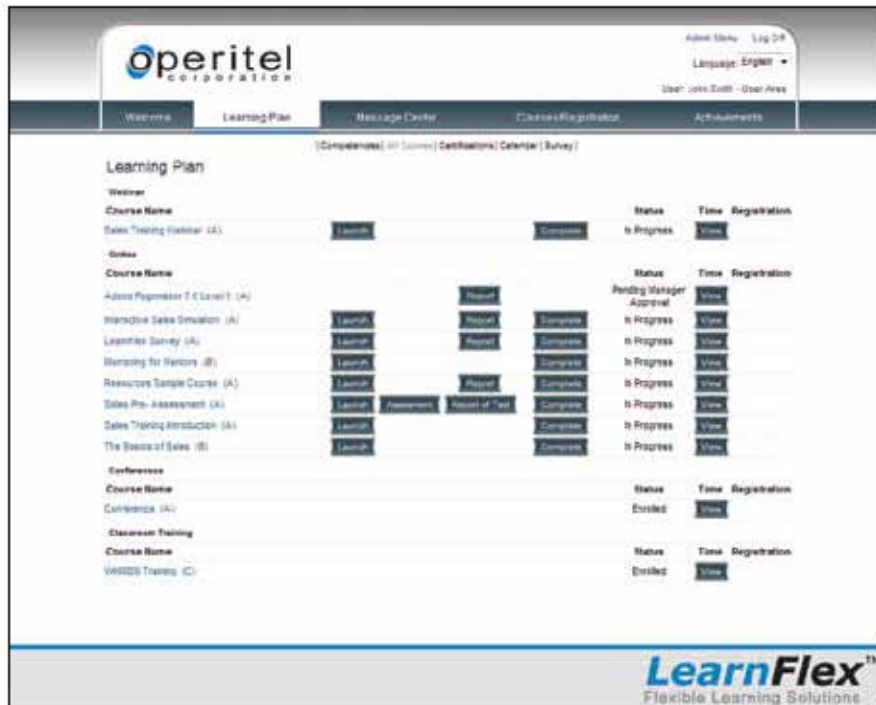 Admin Menu Log Off
operitel
corporation
Language: English
User: John Smith - User Area
Welcome Learning Plan Message Center Courses/Registration Achievements
| Competencies | All Courses | Certifications | Calendar | Survey |
Learning Plan
Webinar
Course Name Status Time Registration
Sales Training Webinar (A) Launch Complete In Progress View
Online
Course Name Status Time Registration
(A) Report Pending Manager Approval View
Interactive Sales Simulation (A) Launch Report Complete In Progress View
LearnFlex Survey (A) Launch Report Complete In Progress View
Mentoring for Mentors (B) Launch Complete In Progress View
Resources Sample Course (A) Launch Report Complete In Progress View
Sales Pre- Assessment (A) Launch Assessment Report of Test Complete In Progress View
Sales Training Introduction (A) Launch Complete In Progress View
The Basics of Sales (B) Launch Complete In Progress View
Conference
Course Name Status Time Registration
Conference (A) Enrolled View
Classroom Training
Course Name Status Time Registration
WHMIS Training (C) Enrolled View
LearnFlex™
Flexible Learning Solutions